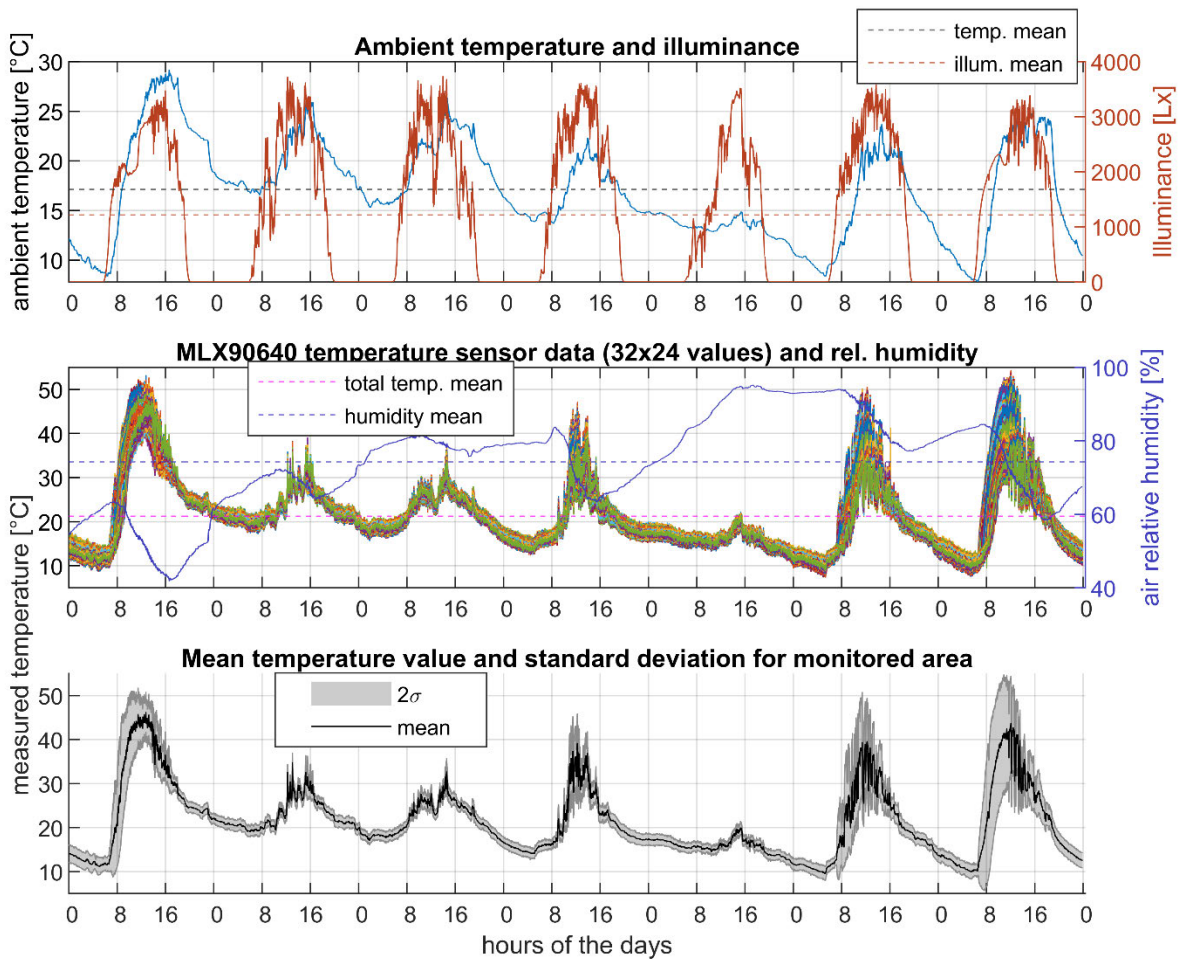 Ambient temperature and illuminance
temp. mean
illum. mean
ambient temperature [°C]
30
25
20
15
10
4000
3000
2000
1000
0
Illuminance [Lx]
0 8 16 0 8 16 0 8 16 0 8 16 0 8 16 0 8 16 0 8 16 0
MLX90640 temperature sensor data (32x24 values) and rel. humidity
total temp. mean
humidity mean
50
40
30
20
10
100
80
60
40
air relative humidity [%]
0 8 16 0 8 16 0 8 16 0 8 16 0 8 16 0 8 16 0 8 16 0
measured temperature [°C]
Mean temperature value and standard deviation for monitored area
2σ
mean
50
40
30
20
10
0 8 16 0 8 16 0 8 16 0 8 16 0 8 16 0 8 16 0 8 16 0
hours of the days